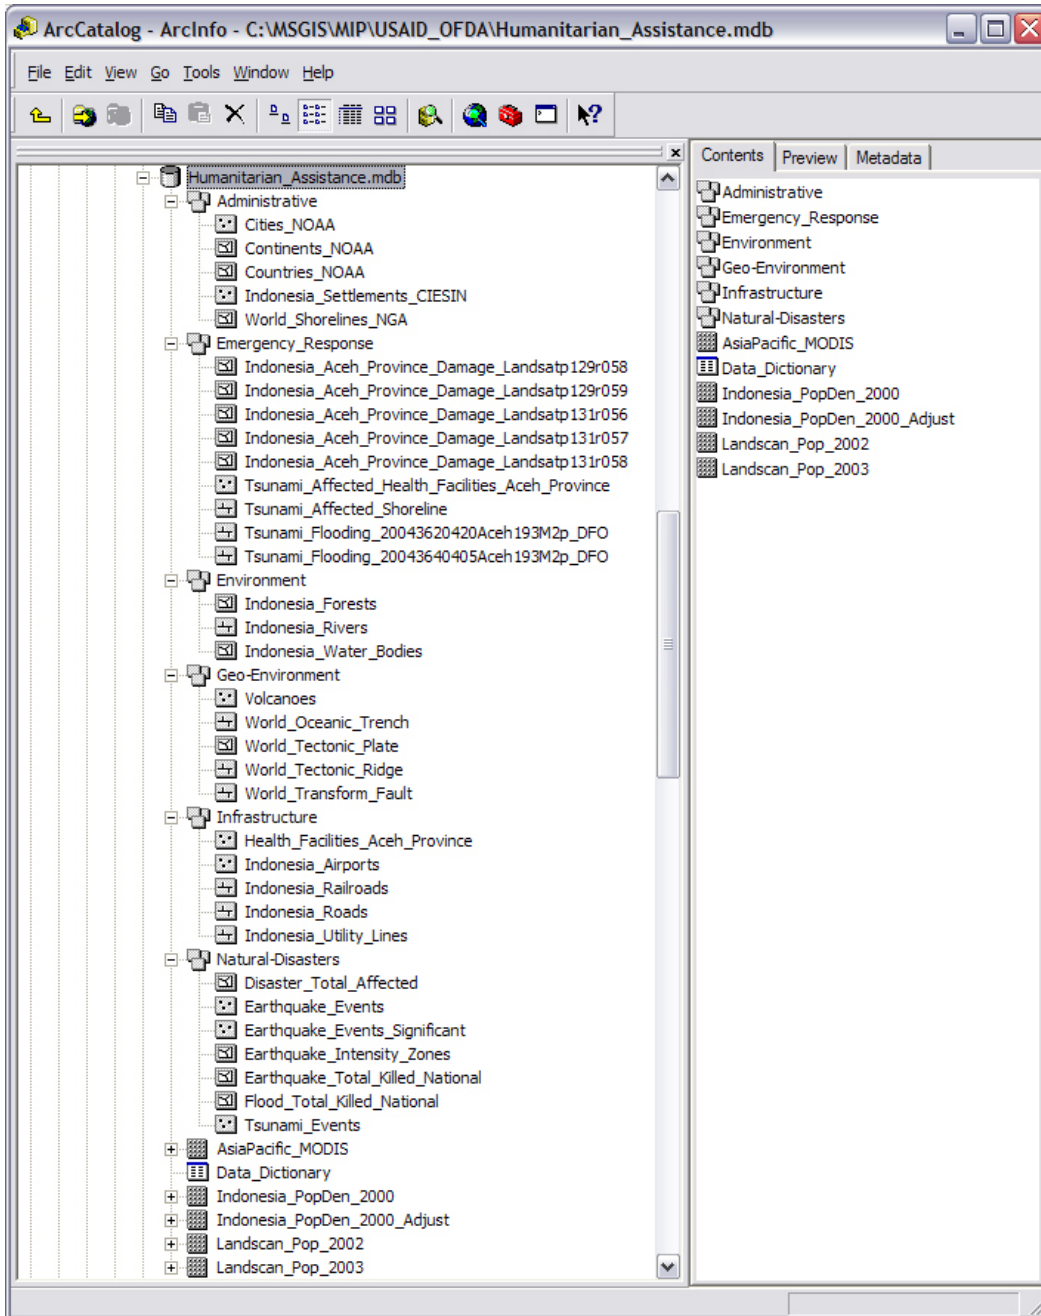 ArcCatalog - ArcInfo - C:\MSGIS\MIP\USAID_OFDA\Humanitarian_Assistance.mdb
File Edit View Go Tools Window Help
Humanitarian_Assistance.mdb
Administrative
Cities_NOAA
Continents_NOAA
Countries_NOAA
Indonesia_Settlements_CIESIN
World_Shorelines_NGA
Emergency_Response
Indonesia_Aceh_Province_Damage_Landsatp129r058
Indonesia_Aceh_Province_Damage_Landsatp129r059
Indonesia_Aceh_Province_Damage_Landsatp131r056
Indonesia_Aceh_Province_Damage_Landsatp131r057
Indonesia_Aceh_Province_Damage_Landsatp131r058
Tsunami_Affected_Health_Facilities_Aceh_Province
Tsunami_Affected_Shoreline
Tsunami_Flooding_20043620420Aceh193M2p_DFO
Tsunami_Flooding_20043640405Aceh193M2p_DFO
Environment
Indonesia_Forests
Indonesia_Rivers
Indonesia_Water_Bodies
Geo-Environment
Volcanoes
World_Oceanic_Trench
World_Tectonic_Plate
World_Tectonic_Ridge
World_Transform_Fault
Infrastructure
Health_Facilities_Aceh_Province
Indonesia_Airports
Indonesia_Railroads
Indonesia_Roads
Indonesia_Utility_Lines
Natural-Disasters
Disaster_Total_Affected
Earthquake_Events
Earthquake_Events_Significant
Earthquake_Intensity_Zones
Earthquake_Total_Killed_National
Flood_Total_Killed_National
Tsunami_Events
AsiaPacific_MODIS
Data_Dictionary
Indonesia_PopDen_2000
Indonesia_PopDen_2000_Adjust
Landscan_Pop_2002
Landscan_Pop_2003
Contents Preview Metadata
Administrative
Emergency_Response
Environment
Geo-Environment
Infrastructure
Natural-Disasters
AsiaPacific_MODIS
Data_Dictionary
Indonesia_PopDen_2000
Indonesia_PopDen_2000_Adjust
Landscan_Pop_2002
Landscan_Pop_2003